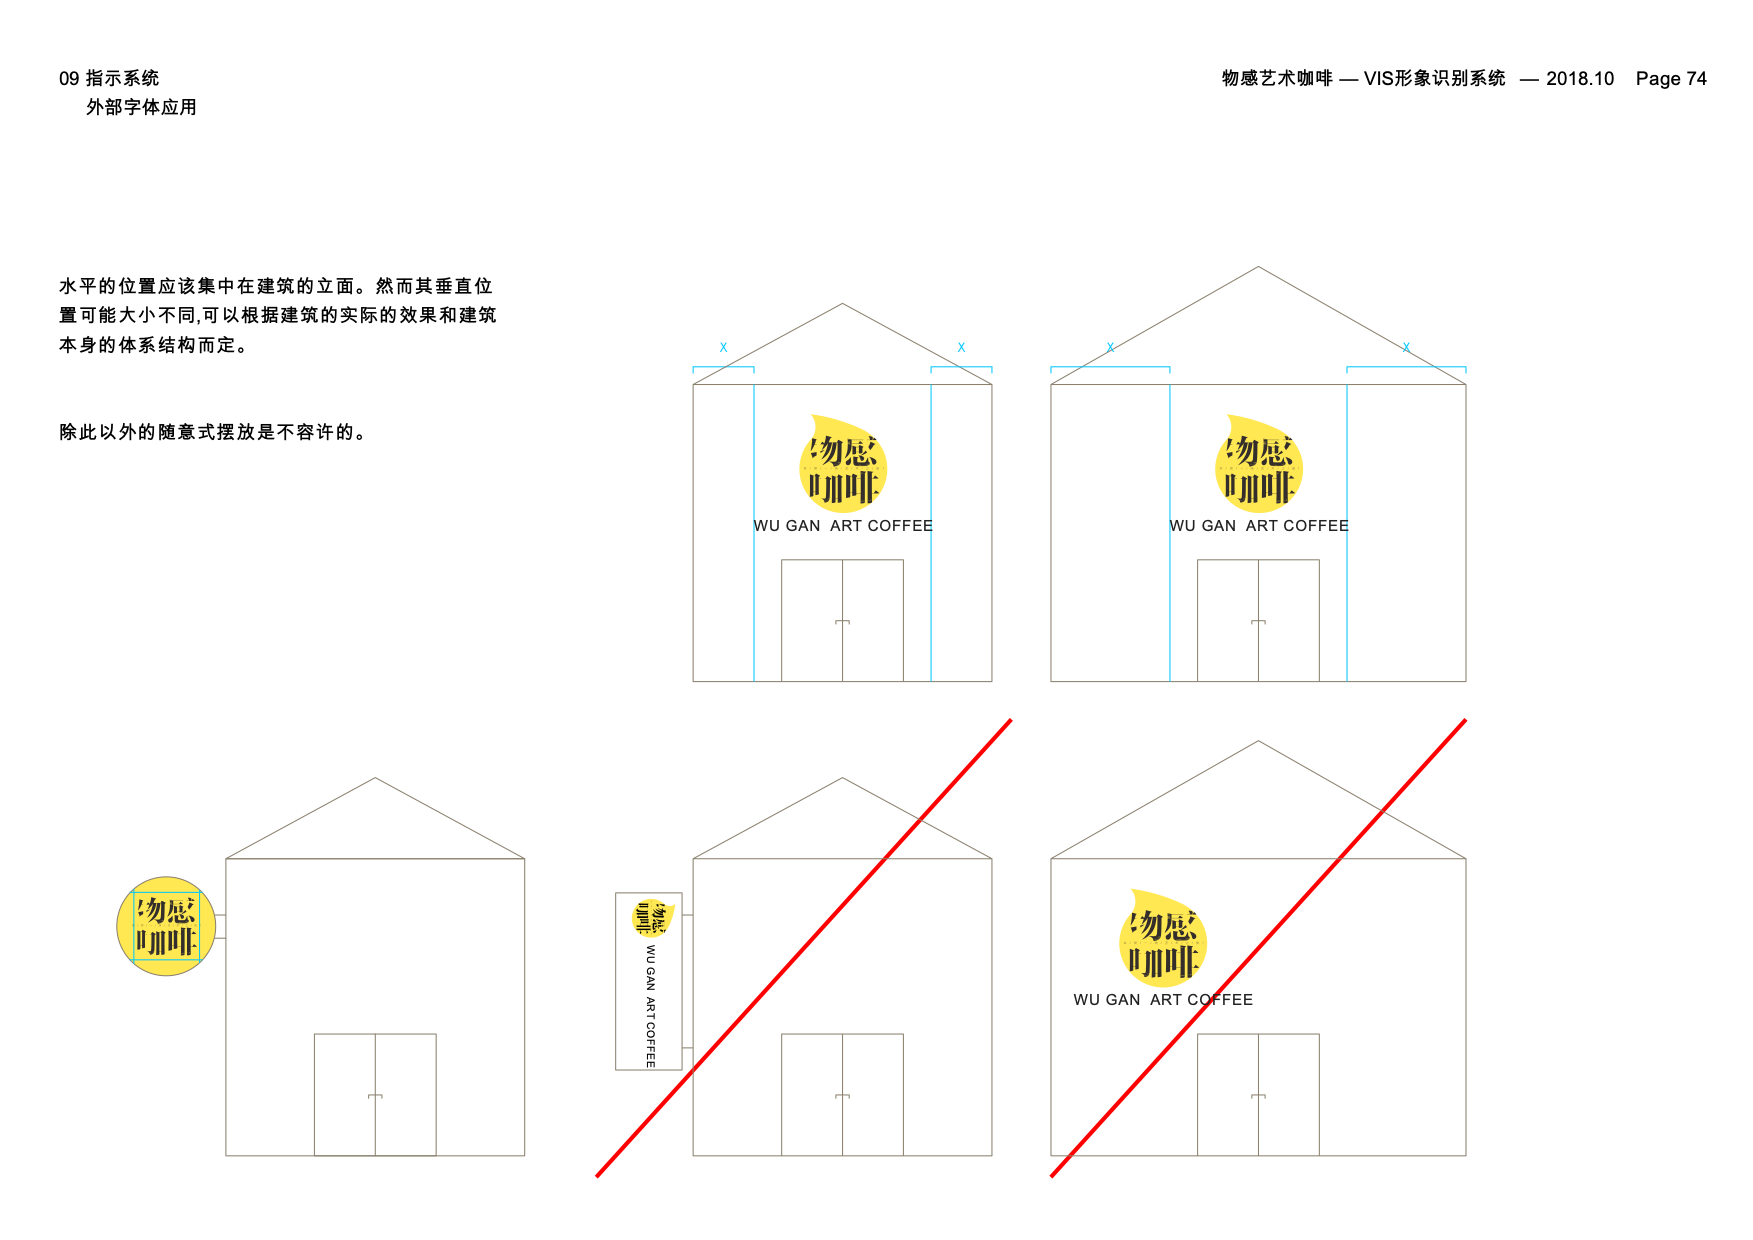 09 指示系统
外部字体应用
物感艺术咖啡 — VIS形象识别系统 — 2018.10 Page 74
水平的位置应该集中在建筑的立面。然而其垂直位
置可能大小不同,可以根据建筑的实际的效果和建筑
本身的体系结构而定。
除此以外的随意式摆放是不容许的。
X
X
X
X
物感
咖啡
WU GAN ART COFFEE
物感
咖啡
WU GAN ART COFFEE
物感
咖啡
物感
咖啡
WU GAN ART COFFEE
物感
咖啡
WU GAN ART COFFEE